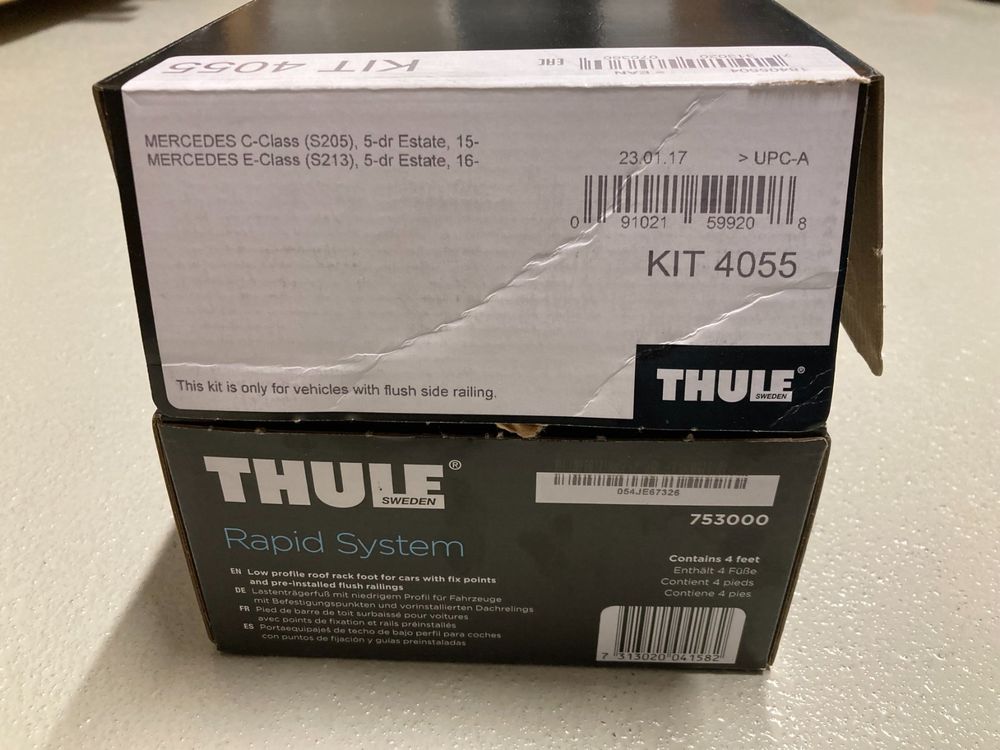 KIT 4055
EAC
> EAN
MERCEDES C-Class (S205), 5-dr Estate, 15-
MERCEDES E-Class (S213), 5-dr Estate, 16-
23.01.17 > UPC-A
0 91021 59920 8
KIT 4055
This kit is only for vehicles with flush side railing.
THULE®
SWEDEN
THULE®
SWEDEN
054JE67326
753000
Rapid System
EN Low profile roof rack foot for cars with fix points
and pre-installed flush railings
DE Lastenträgerfuß mit niedrigem Profil für Fahrzeuge
mit Befestigungspunkten und vorinstallierten Dachrelings
FR Pied de barre de toit surbaissé pour voitures
avec points de fixation et rails préinstallés
ES Portaequipajes de techo de bajo perfil para coches
con puntos de fijación y guías preinstaladas
Contains 4 feet
Enthält 4 Füße
Contient 4 pieds
Contiene 4 pies
7 313020 041582